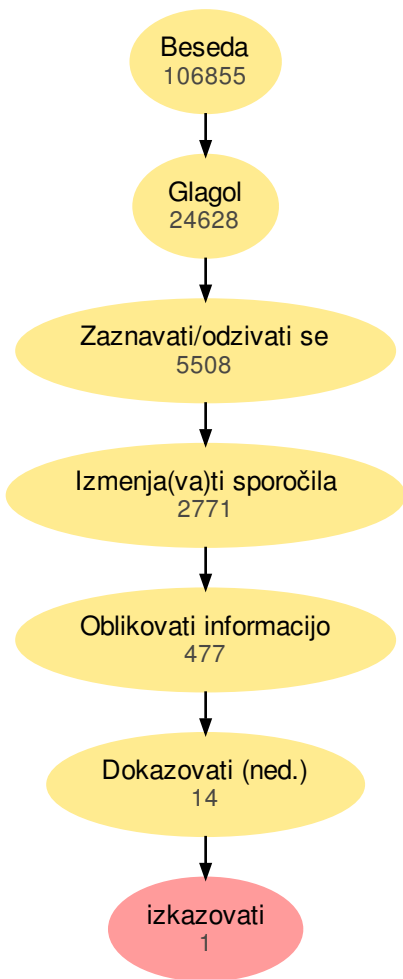 Beseda
106855
Glagol
24628
Zaznavati/odzivati se
5508
Izmenja(va)ti sporočila
2771
Oblikovati informacijo
477
Dokazovati (ned.)
14
izkazovati
1